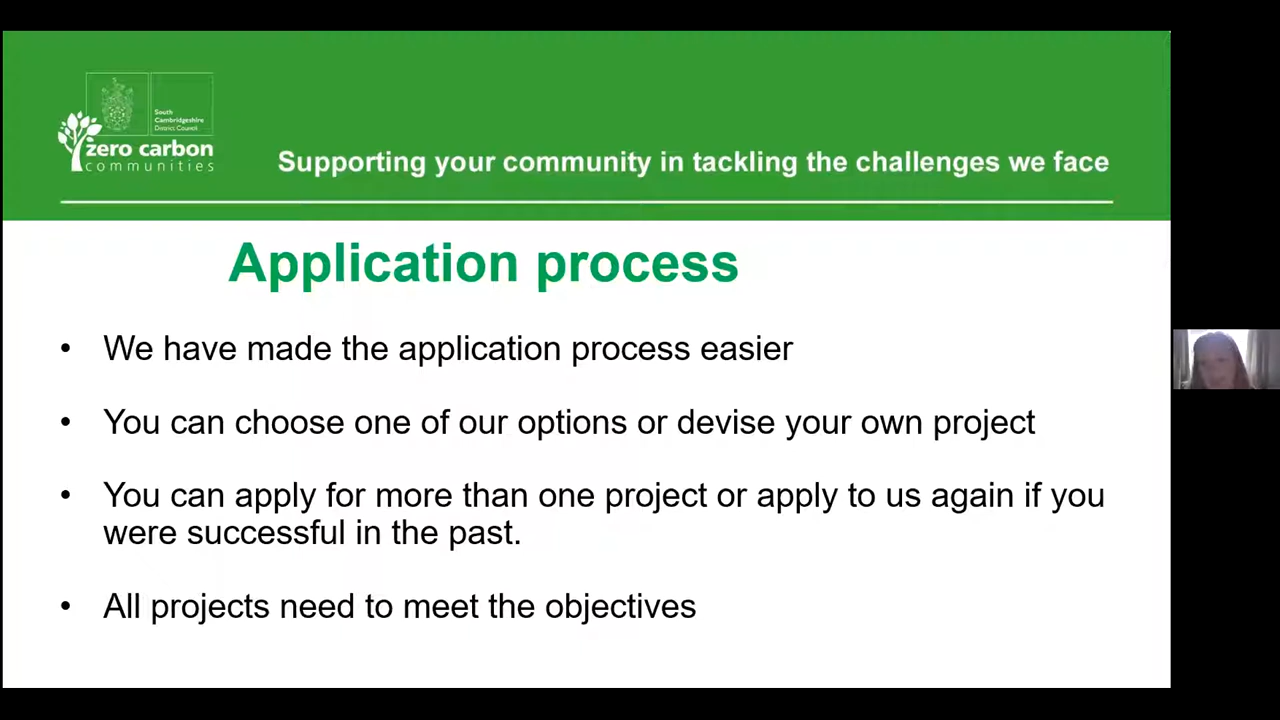 South
Cambridgeshire
District Council
zero carbon
communities
Supporting your community in tackling the challenges we face
Application process
• We have made the application process easier
• You can choose one of our options or devise your own project
• You can apply for more than one project or apply to us again if you
were successful in the past.
• All projects need to meet the objectives